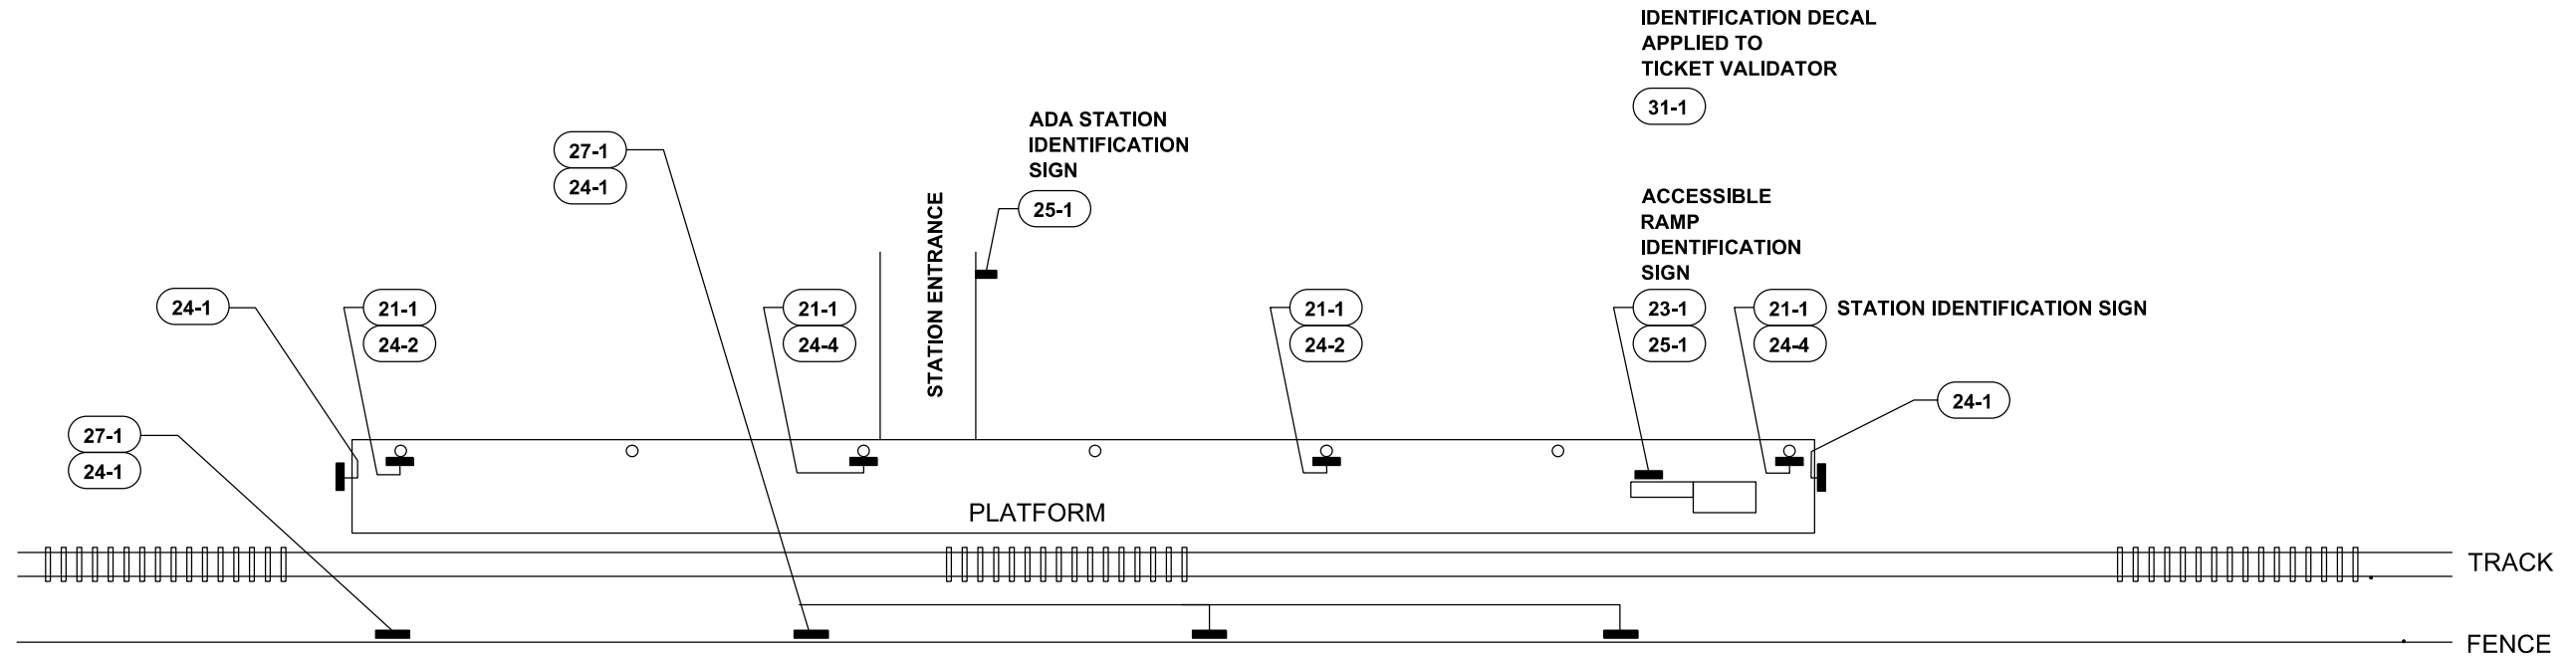 IDENTIFICATION DECAL
APPLIED TO
TICKET VALIDATOR
31-1
ADA STATION
IDENTIFICATION
SIGN
25-1
27-1
24-1
STATION ENTRANCE
ACCESSIBLE
RAMP
IDENTIFICATION
SIGN
24-1
21-1
24-2
21-1
24-4
21-1
24-2
23-1
25-1
21-1
24-4
STATION IDENTIFICATION SIGN
24-1
27-1
24-1
PLATFORM
TRACK
FENCE